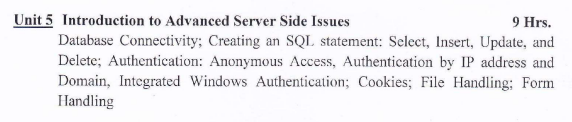 Unit 5 Introduction to Advanced Server Side Issues 9 Hrs.
Database Connectivity; Creating an SQL statement: Select, Insert, Update, and
Delete; Authentication: Anonymous Access, Authentication by IP address and
Domain, Integrated Windows Authentication; Cookies; File Handling; Form
Handling